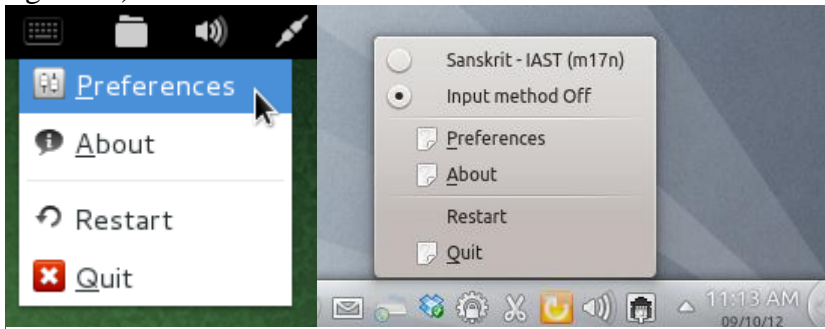 Preferences
About
Restart
Quit
Sanskrit - IAST (m17n)
Input method Off
Preferences
About
Restart
Quit
11:13 AM
09/10/12